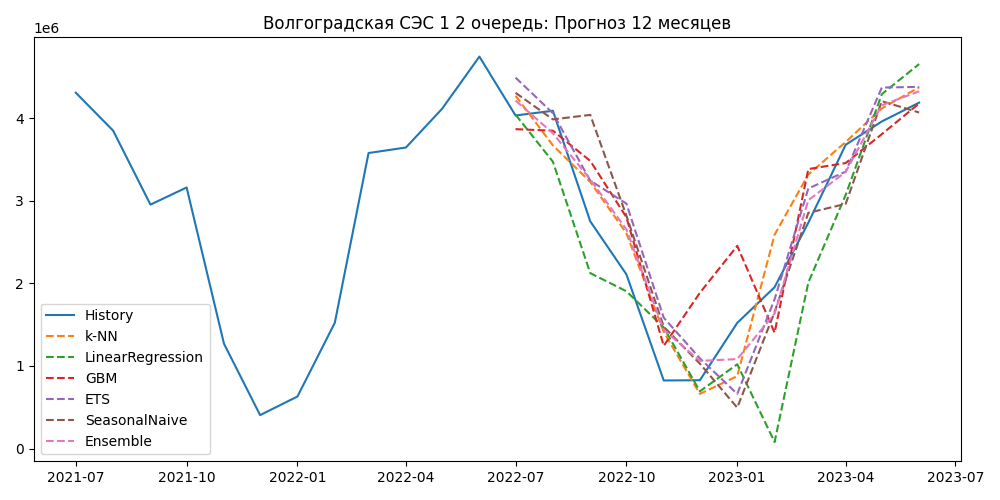 Волгоградская СЭС 1 2 очередь: Прогноз 12 месяцев
1e6
4
3
2
1
0
History
k-NN
LinearRegression
GBM
ETS
SeasonalNaive
Ensemble
2021-07 2021-10 2022-01 2022-04 2022-07 2022-10 2023-01 2023-04 2023-07